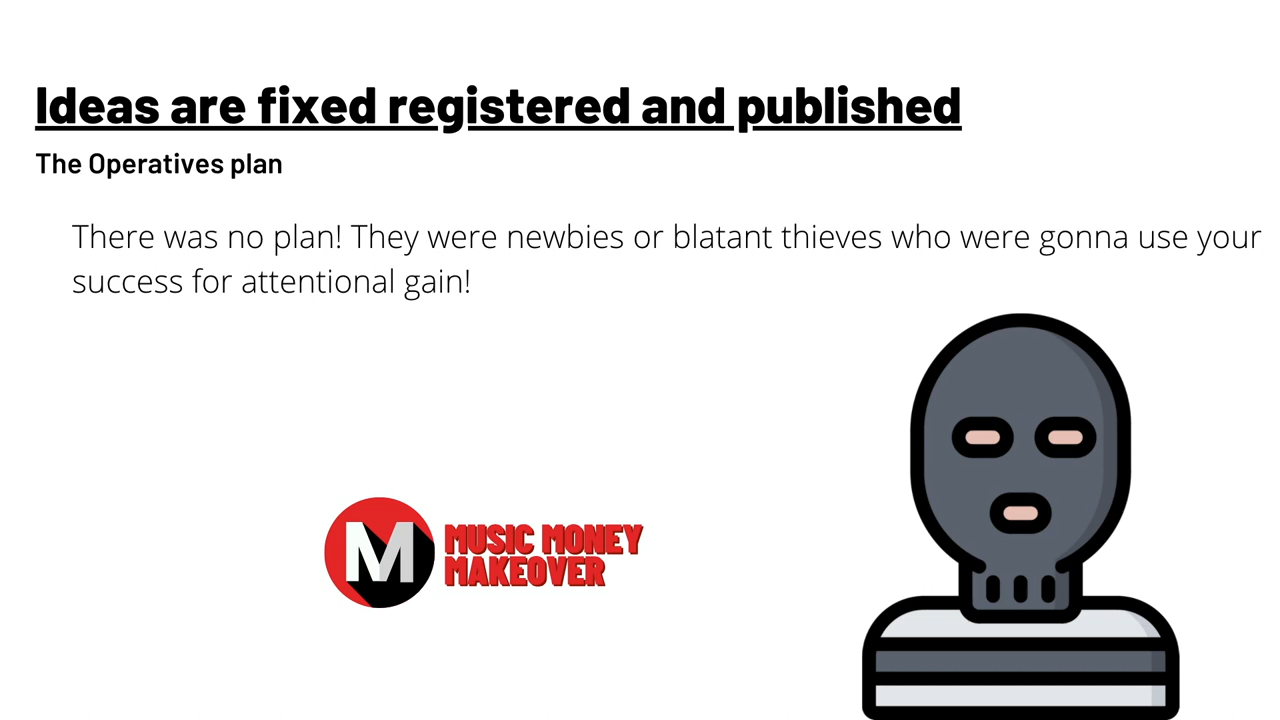 Ideas are fixed registered and published
The Operatives plan
There was no plan! They were newbies or blatant thieves who were gonna use your
success for attentional gain!
M
MUSIC MONEY
MAKEOVER